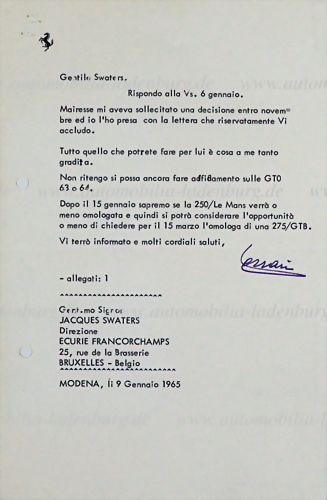 Gentile Swaters,
Rispondo alla Vs. 6 gennaio.
Mairesse mi aveva sollecitato una decisione entro novem=
bre ed io l'ho presa con la lettera che riservatamente Vi
accludo.
Tutto quello che potrete fare per lui è cosa a me tanto
gradita.
Non ritengo si possa ancora fare affidamento sulle GTO
63 o 64.
Dopo il 15 gennaio sapremo se la 250/Le Mans verrà o
meno omologata e quindi si potrà considerare l'opportunità
o meno di chiedere per il 15 marzo l'omologa di una 275/GTB.
Vi terrò informato e molti cordiali saluti,
Ferrari
- allegati: 1
Gent.mo Signor
JACQUES SWATERS
Direzione
ECURIE FRANCORCHAMPS
25, rue de la Brasserie
BRUXELLES - Belgio
MODENA, lì 9 Gennaio 1965
www.automobilia-ladenburg.de